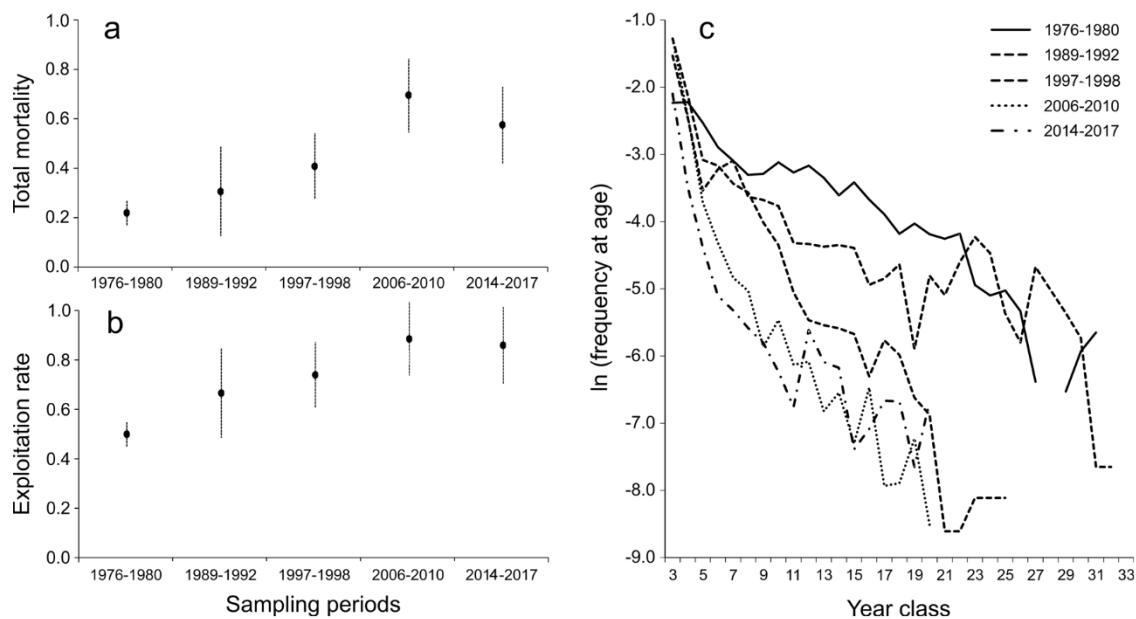 a
Total mortality
1.0
0.8
0.6
0.4
0.2
0.0
1976-1980 1989-1992 1997-1998 2006-2010 2014-2017
b
Exploitation rate
1.0
0.8
0.6
0.4
0.2
0.0
1976-1980 1989-1992 1997-1998 2006-2010 2014-2017
Sampling periods
c
1976-1980
1989-1992
1997-1998
2006-2010
2014-2017
ln (frequency at age)
-1.0
-2.0
-3.0
-4.0
-5.0
-6.0
-7.0
-8.0
-9.0
3 5 7 9 11 13 15 17 19 21 23 25 27 29 31 33
Year class